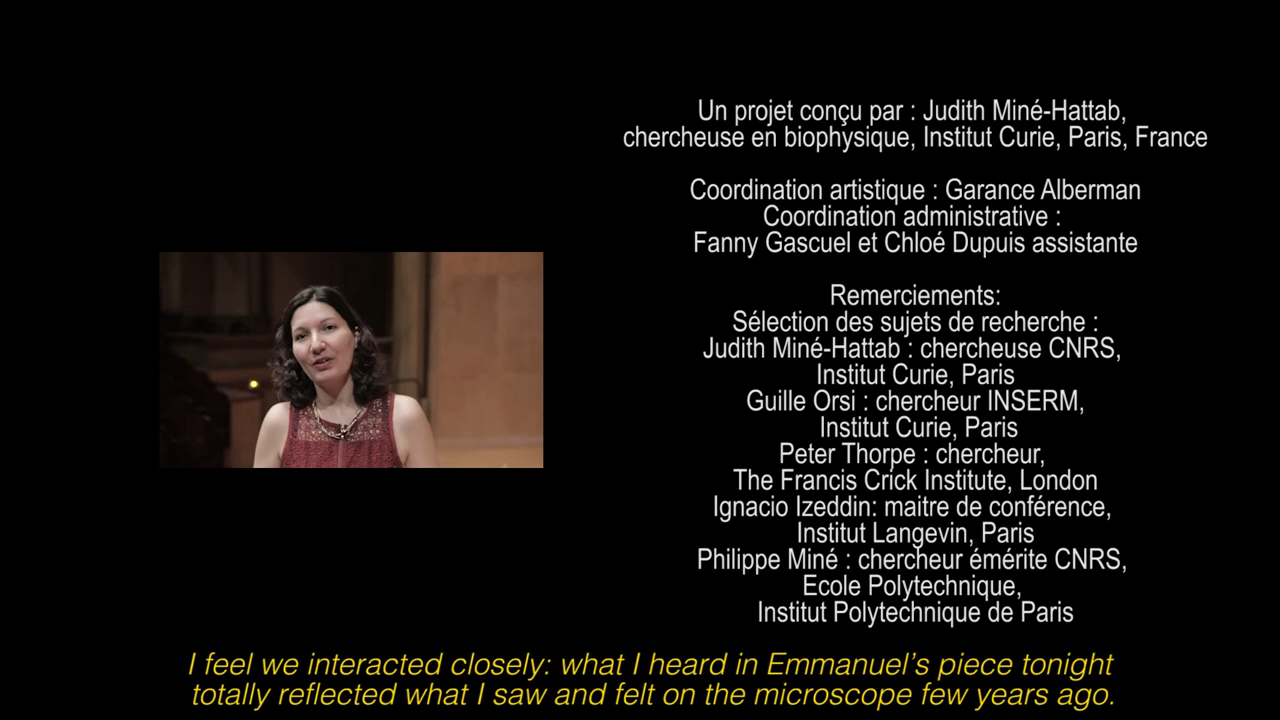 Un projet conçu par : Judith Miné-Hattab,
chercheuse en biophysique, Institut Curie, Paris, France
Coordination artistique : Garance Alberman
Coordination administrative :
Fanny Gascuel et Chloé Dupuis assistante
Remerciements:
Sélection des sujets de recherche :
Judith Miné-Hattab : chercheuse CNRS,
Institut Curie, Paris
Guille Orsi : chercheur INSERM,
Institut Curie, Paris
Peter Thorpe : chercheur,
The Francis Crick Institute, London
Ignacio Izeddin: maitre de conférence,
Institut Langevin, Paris
Philippe Miné : chercheur émérite CNRS,
Ecole Polytechnique,
Institut Polytechnique de Paris
I feel we interacted closely: what I heard in Emmanuel's piece tonight
totally reflected what I saw and felt on the microscope few years ago.